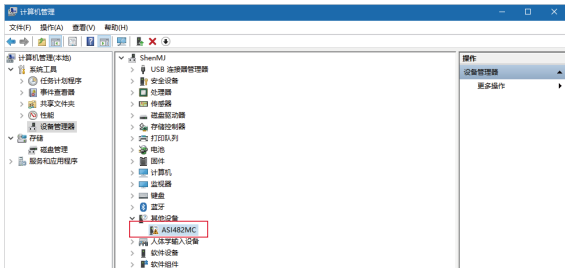 计算机管理
文件(F) 操作(A) 查看(V) 帮助(H)
计算机管理(本地)
系统工具
任务计划程序
事件查看器
共享文件夹
性能
设备管理器
存储
磁盘管理
服务和应用程序
ShenMJ
USB 连接器管理器
安全设备
处理器
传感器
磁盘驱动器
存储控制器
打印队列
电池
固件
计算机
监视器
键盘
蓝牙
其他设备
ASI482MC
人体学输入设备
软件设备
软件组件
操作
设备管理器
更多操作